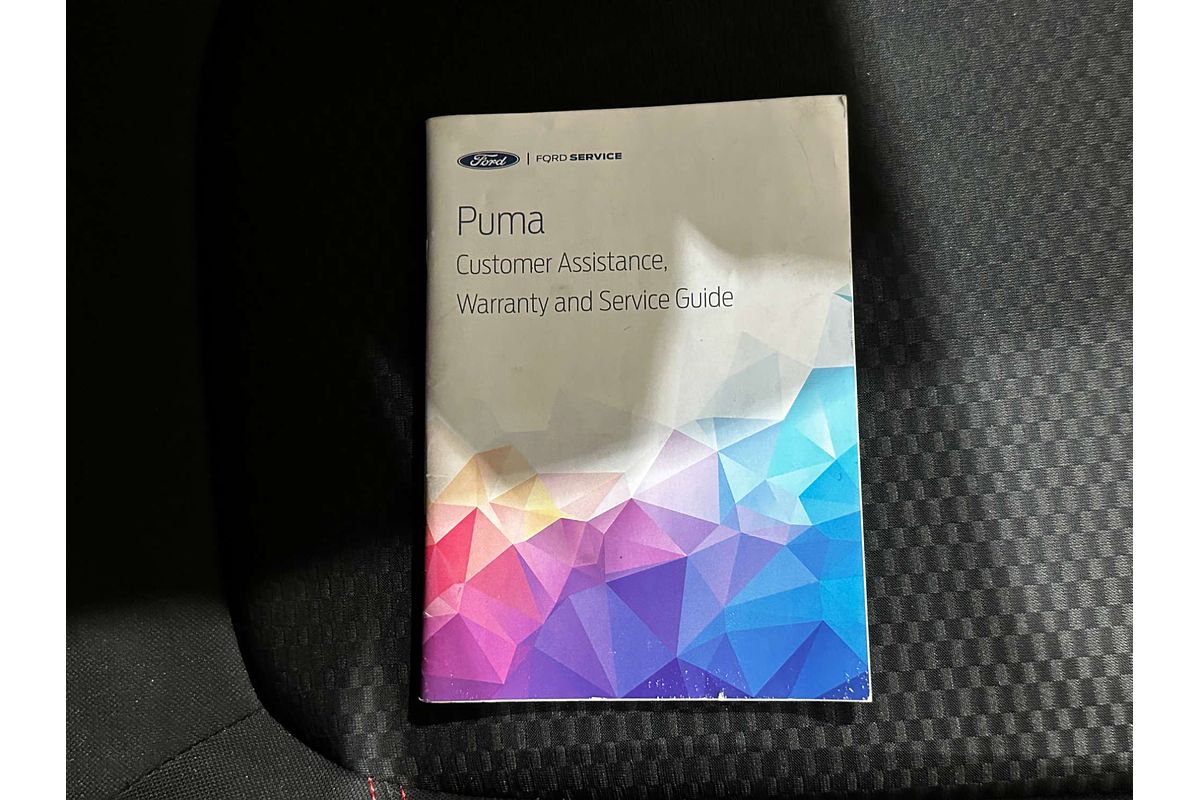 Ford | FORD SERVICE
Puma
Customer Assistance,
Warranty and Service Guide